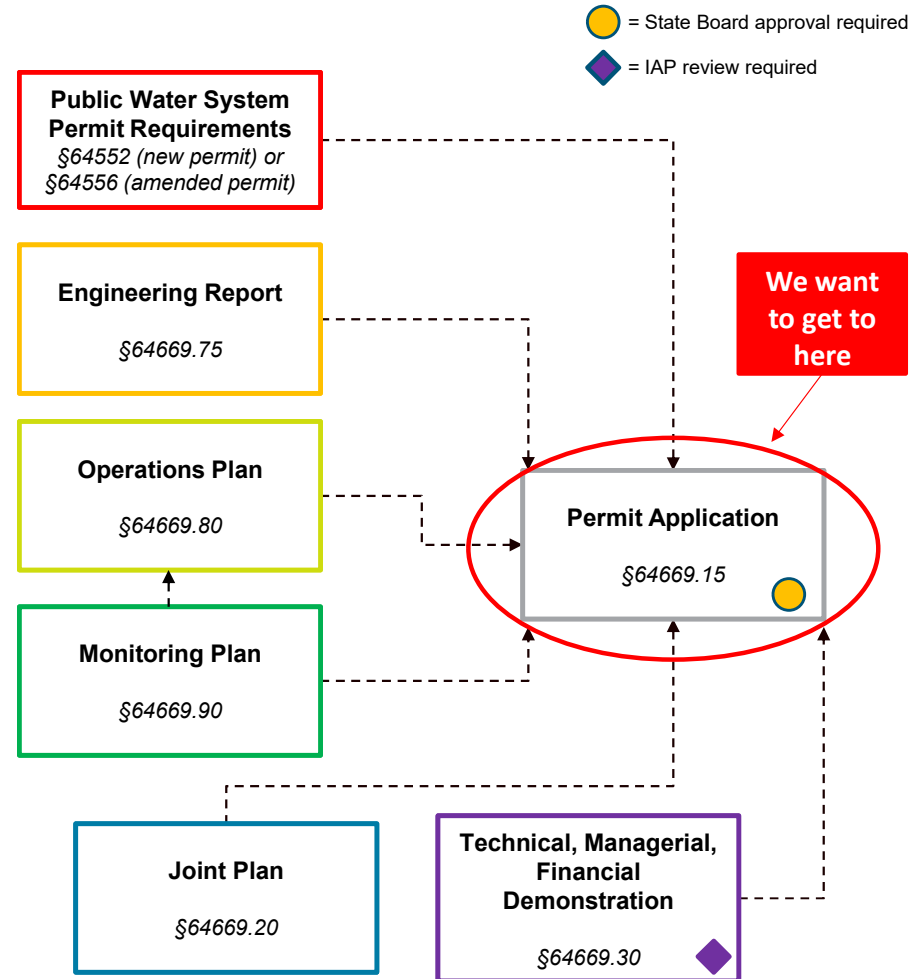 = State Board approval required
= IAP review required
Public Water System
Permit Requirements
§64552 (new permit) or
§64556 (amended permit)
Engineering Report
§64669.75
We want
to get to
here
Operations Plan
§64669.80
Permit Application
§64669.15
Monitoring Plan
§64669.90
Joint Plan
§64669.20
Technical, Managerial,
Financial
Demonstration
§64669.30